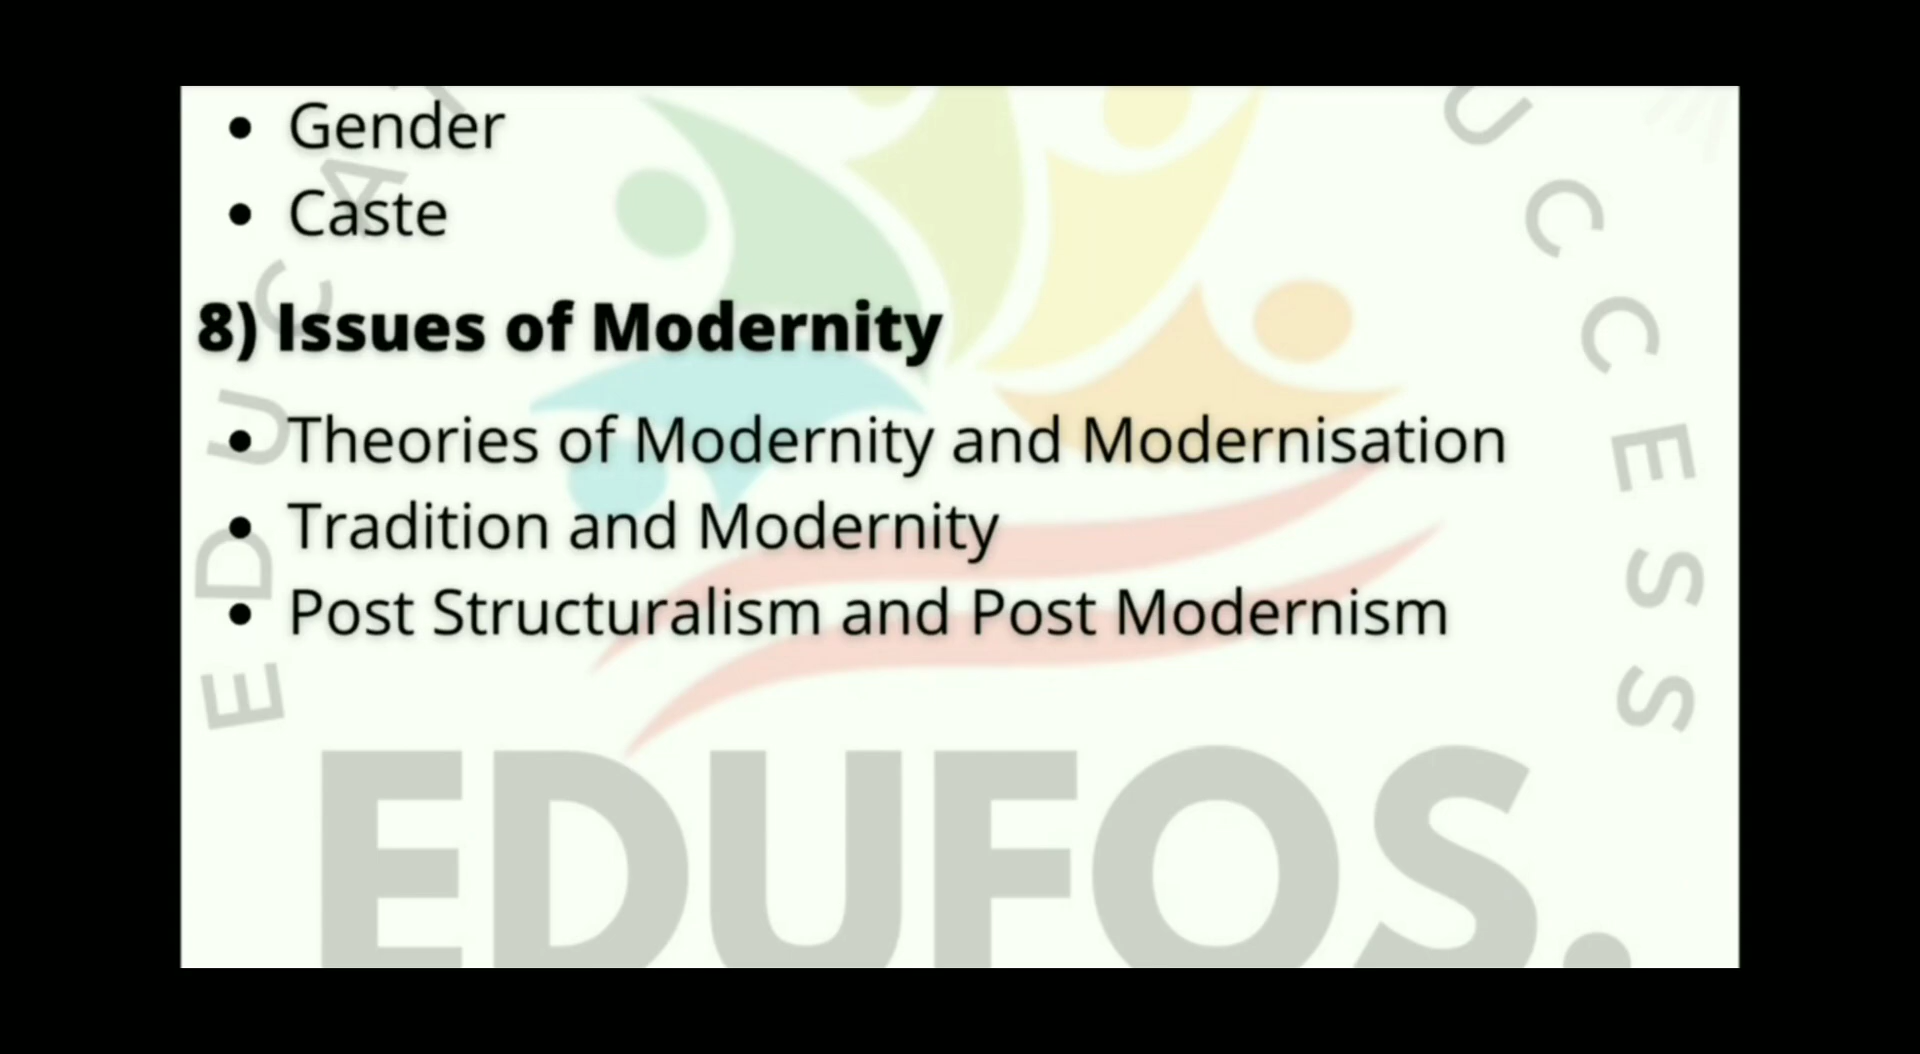 • Gender
• Caste
8) Issues of Modernity
• Theories of Modernity and Modernisation
• Tradition and Modernity
• Post Structuralism and Post Modernism
EDUFOS.